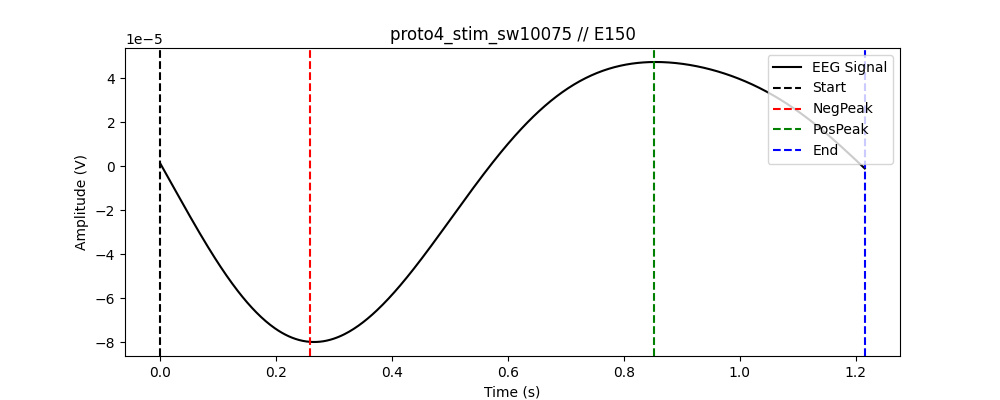 proto4_stim_sw10075 // E150
1e−5
4
2
0
−2
−4
−6
−8
Amplitude (V)
0.0 0.2 0.4 0.6 0.8 1.0 1.2
Time (s)
EEG Signal
Start
NegPeak
PosPeak
End